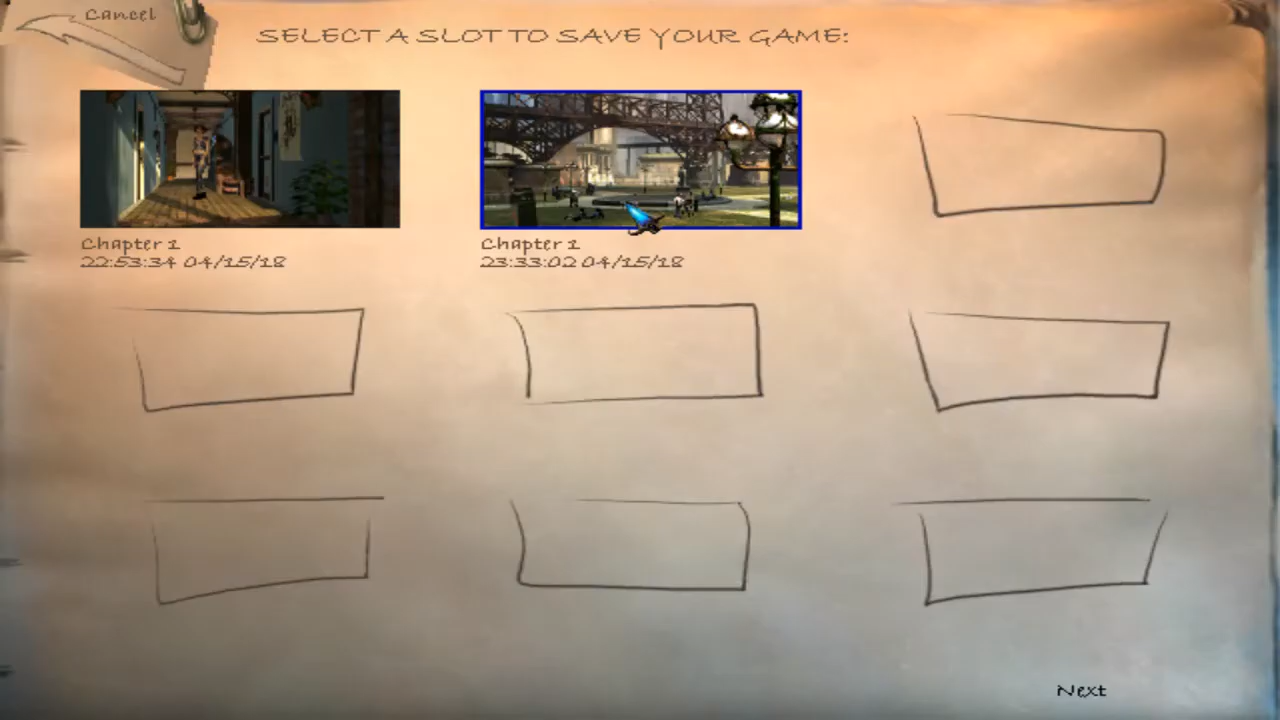 Cancel
SELECT A SLOT TO SAVE YOUR GAME:
Chapter 1
22:53:34 04/15/18
Chapter 1
23:33:02 04/15/18
Next